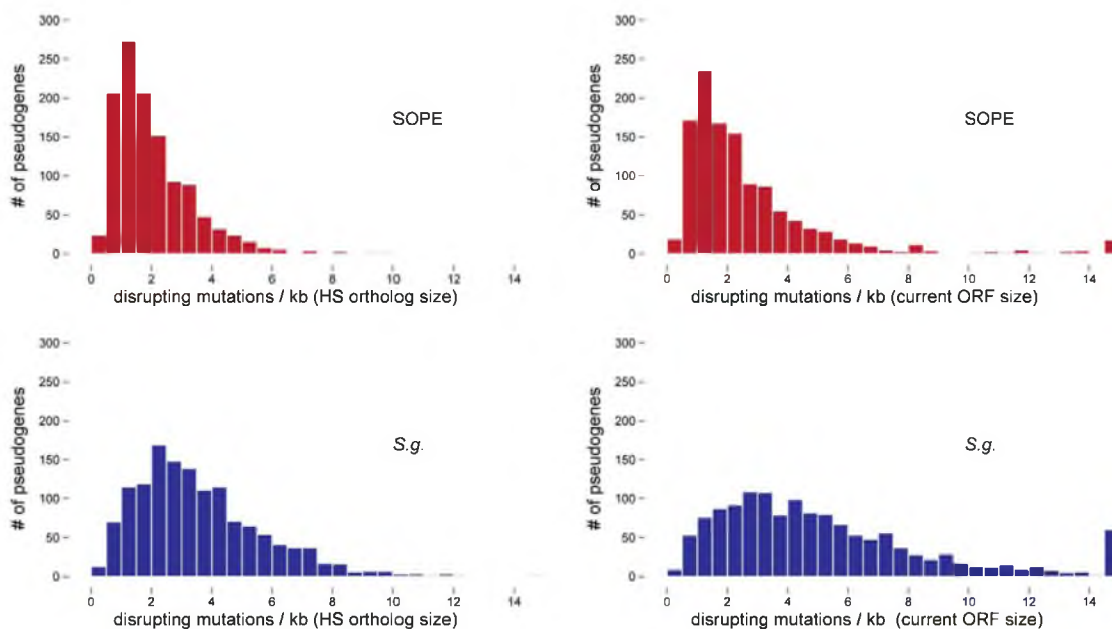 300
250
200
150
100
50
0
# of pseudogenes
SOPE
0 2 4 6 8 10 12 14
disrupting mutations / kb (HS ortholog size)
300
250
200
150
100
50
0
# of pseudogenes
SOPE
0 2 4 6 8 10 12 14
disrupting mutations / kb (current ORF size)
300
250
200
150
100
50
0
# of pseudogenes
S.g.
0 2 4 6 8 10 12 14
disrupting mutations / kb (HS ortholog size)
300
250
200
150
100
50
0
# of pseudogenes
S.g.
0 2 4 6 8 10 12 14
disrupting mutations / kb (current ORF size)